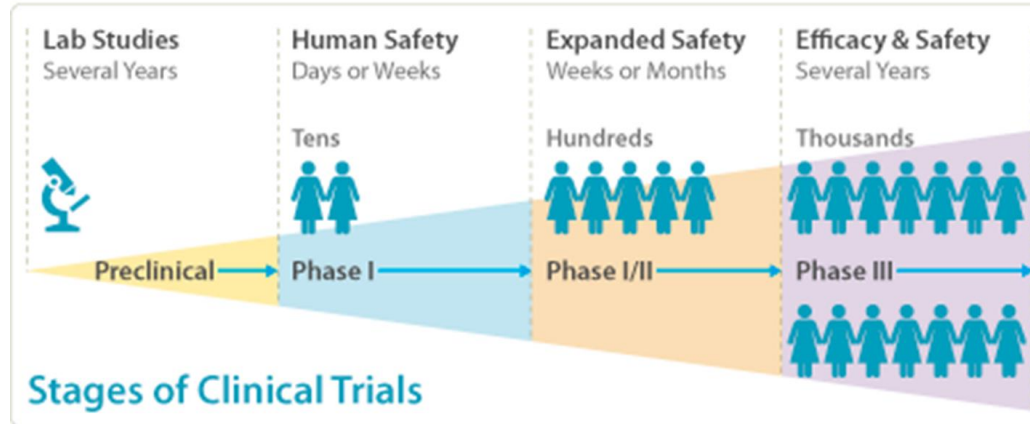 Lab Studies
Several Years
Human Safety
Days or Weeks
Expanded Safety
Weeks or Months
Efficacy & Safety
Several Years
Tens
Hundreds
Thousands
Preclinical
Phase I
Phase I/II
Phase III
Stages of Clinical Trials